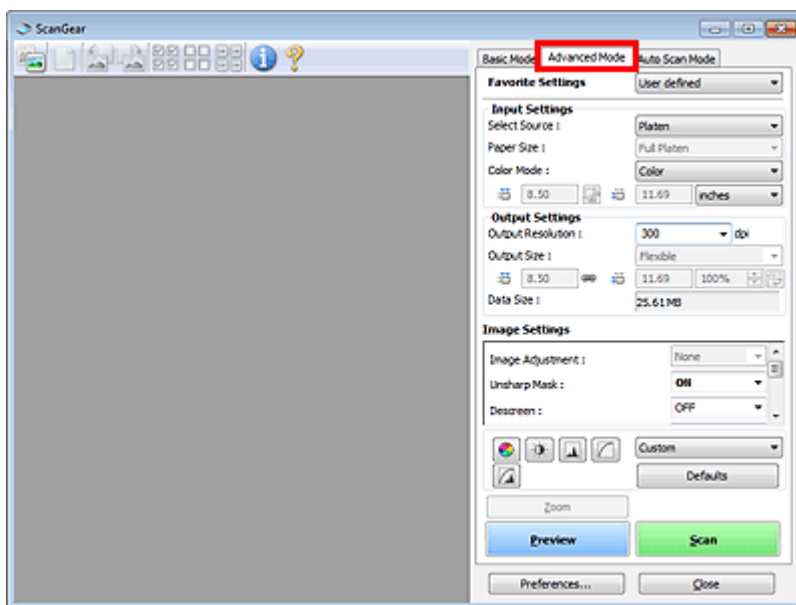 ScanGear
Basic Mode Advanced Mode Auto Scan Mode
Favorite Settings User defined
Input Settings
Select Source : Platen
Paper Size : Full Platen
Color Mode : Color
8.50 11.69 inches
Output Settings
Output Resolution : 300 dpi
Output Size : Flexible
8.50 11.69 100%
Data Size : 25.61MB
Image Settings
Image Adjustment : None
Unsharp Mask : ON
Descreen : OFF
Custom
Defaults
Zoom
Preview Scan
Preferences... Close